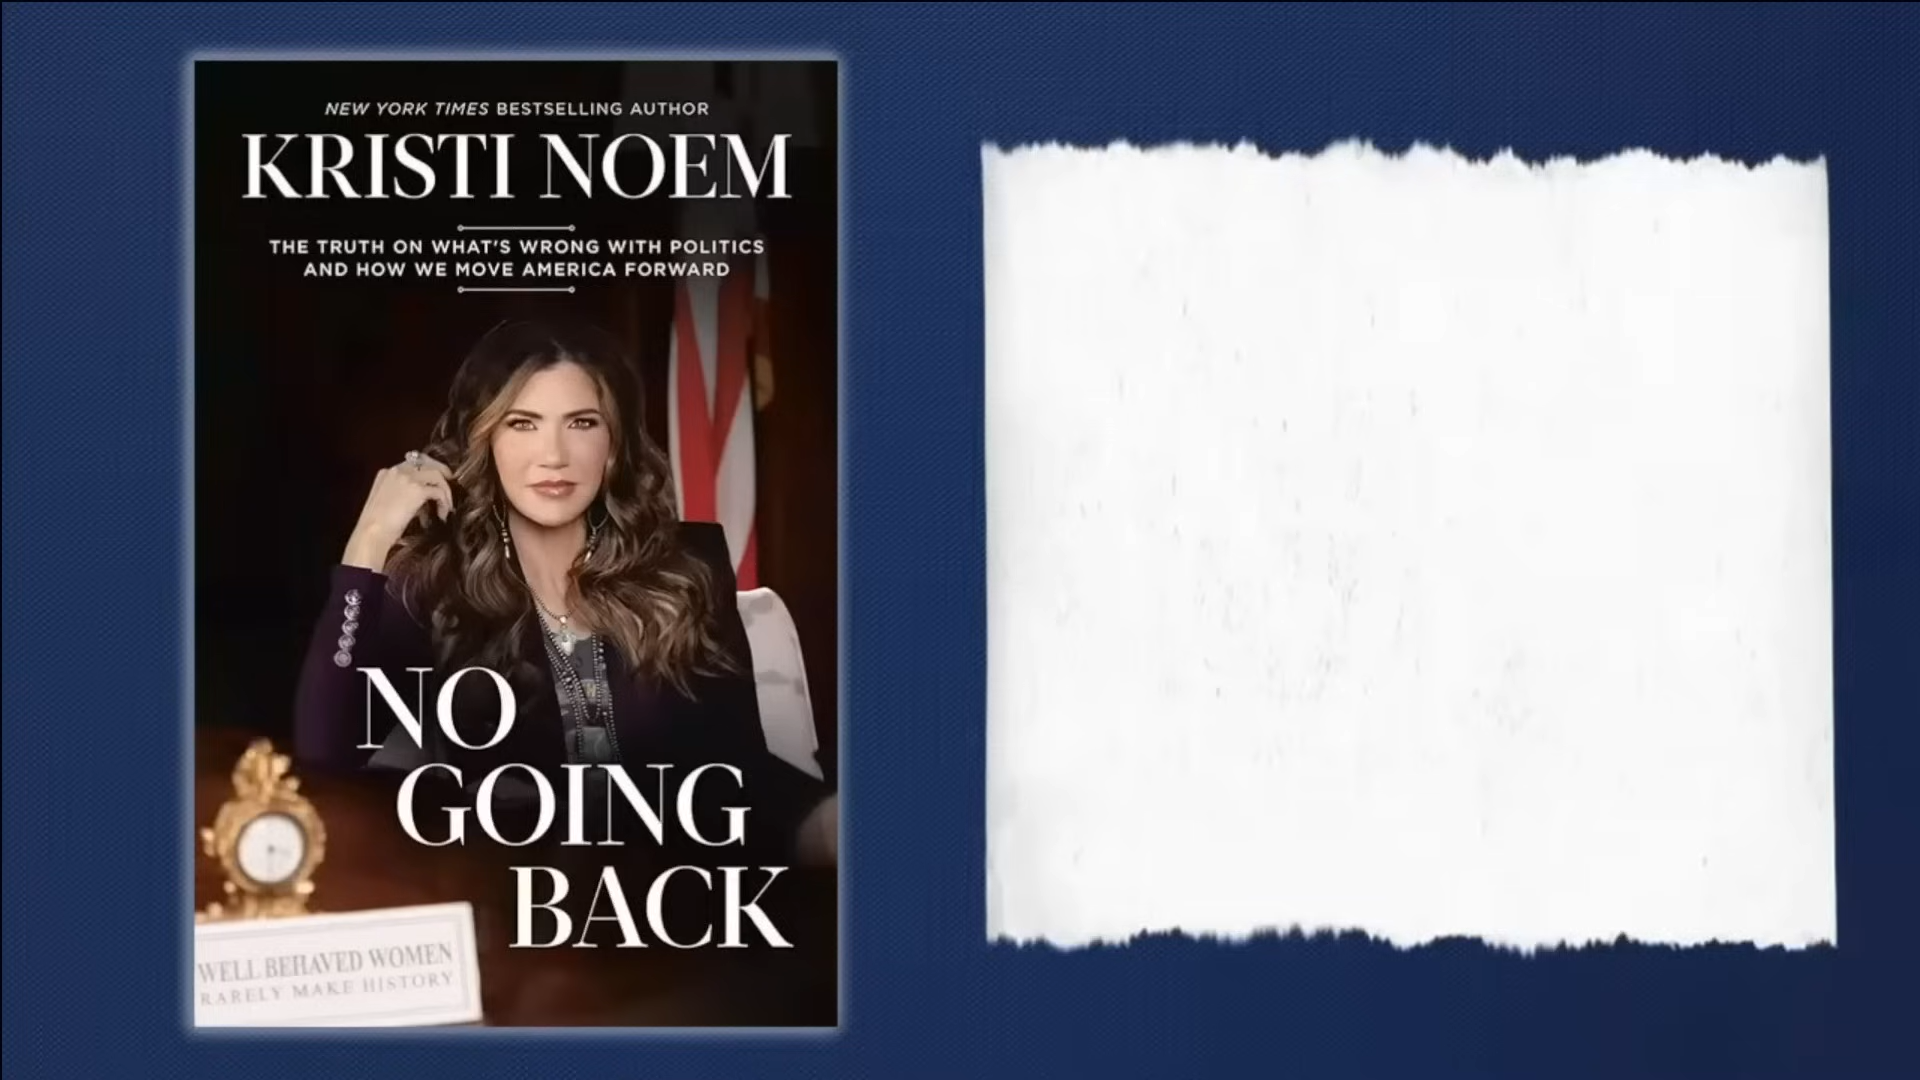 NEW YORK TIMES BESTSELLING AUTHOR
KRISTI NOEM
THE TRUTH ON WHAT'S WRONG WITH POLITICS
AND HOW WE MOVE AMERICA FORWARD
NO
GOING
BACK
WELL BEHAVED WOMEN
RARELY MAKE HISTORY